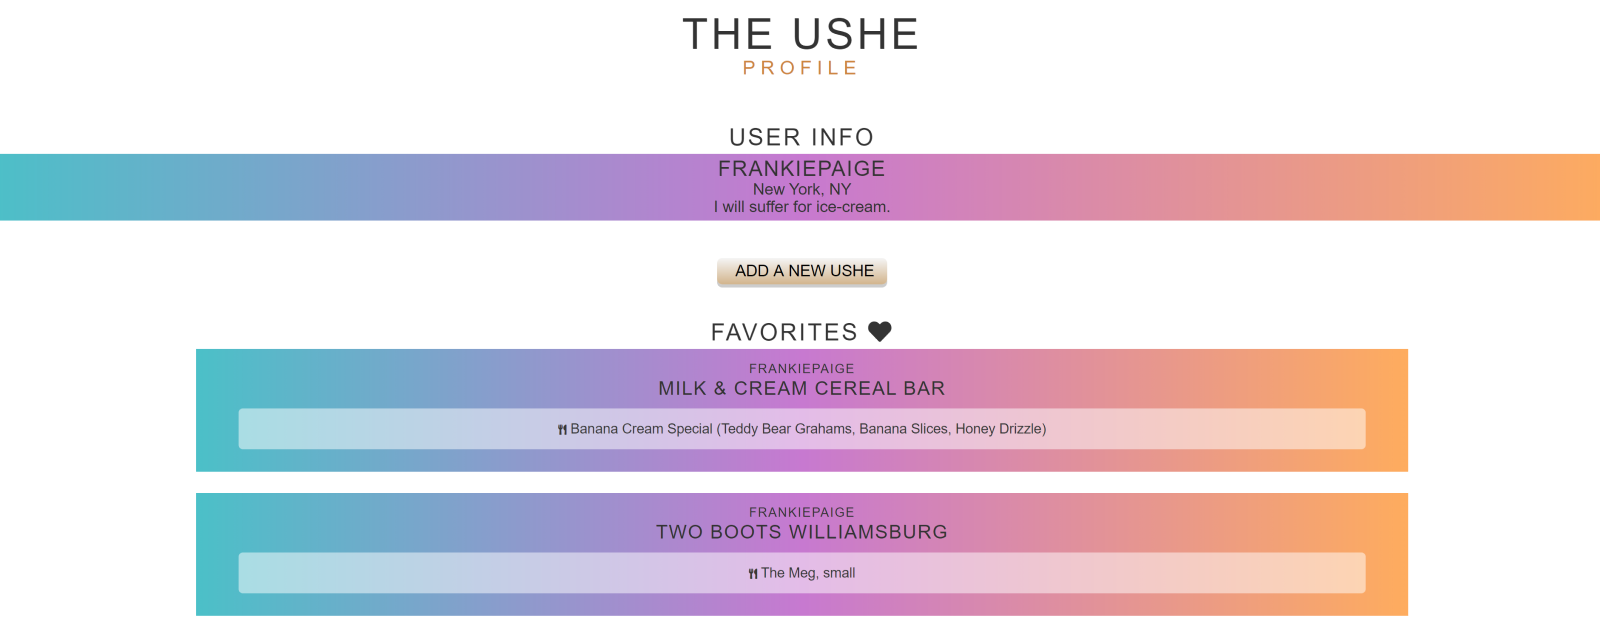 THE USHE
PROFILE
USER INFO
FRANKIEPAIGE
New York, NY
I will suffer for ice-cream.
ADD A NEW USHE
FAVORITES
FRANKIEPAIGE
MILK & CREAM CEREAL BAR
Banana Cream Special (Teddy Bear Grahams, Banana Slices, Honey Drizzle)
FRANKIEPAIGE
TWO BOOTS WILLIAMSBURG
The Meg, small